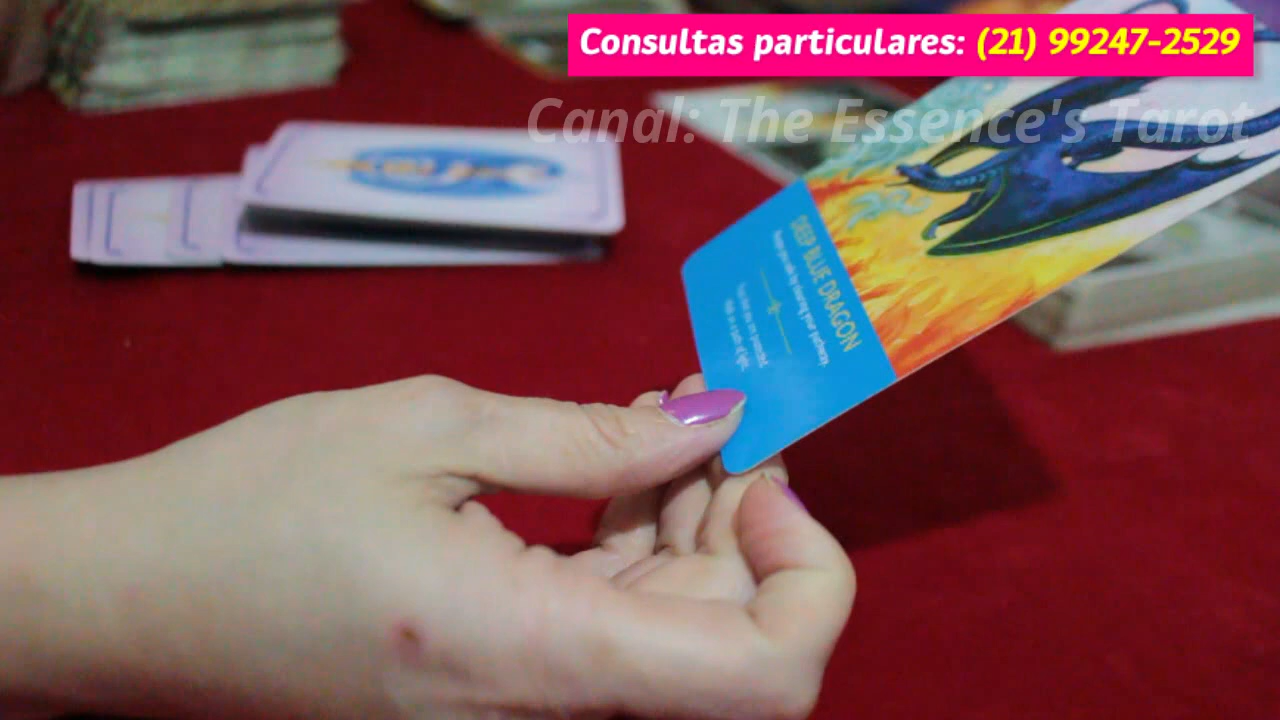 Consultas particulares: (21) 99247-2529
Canal: The Essence's Tarot
DEEP BLUE DRAGON